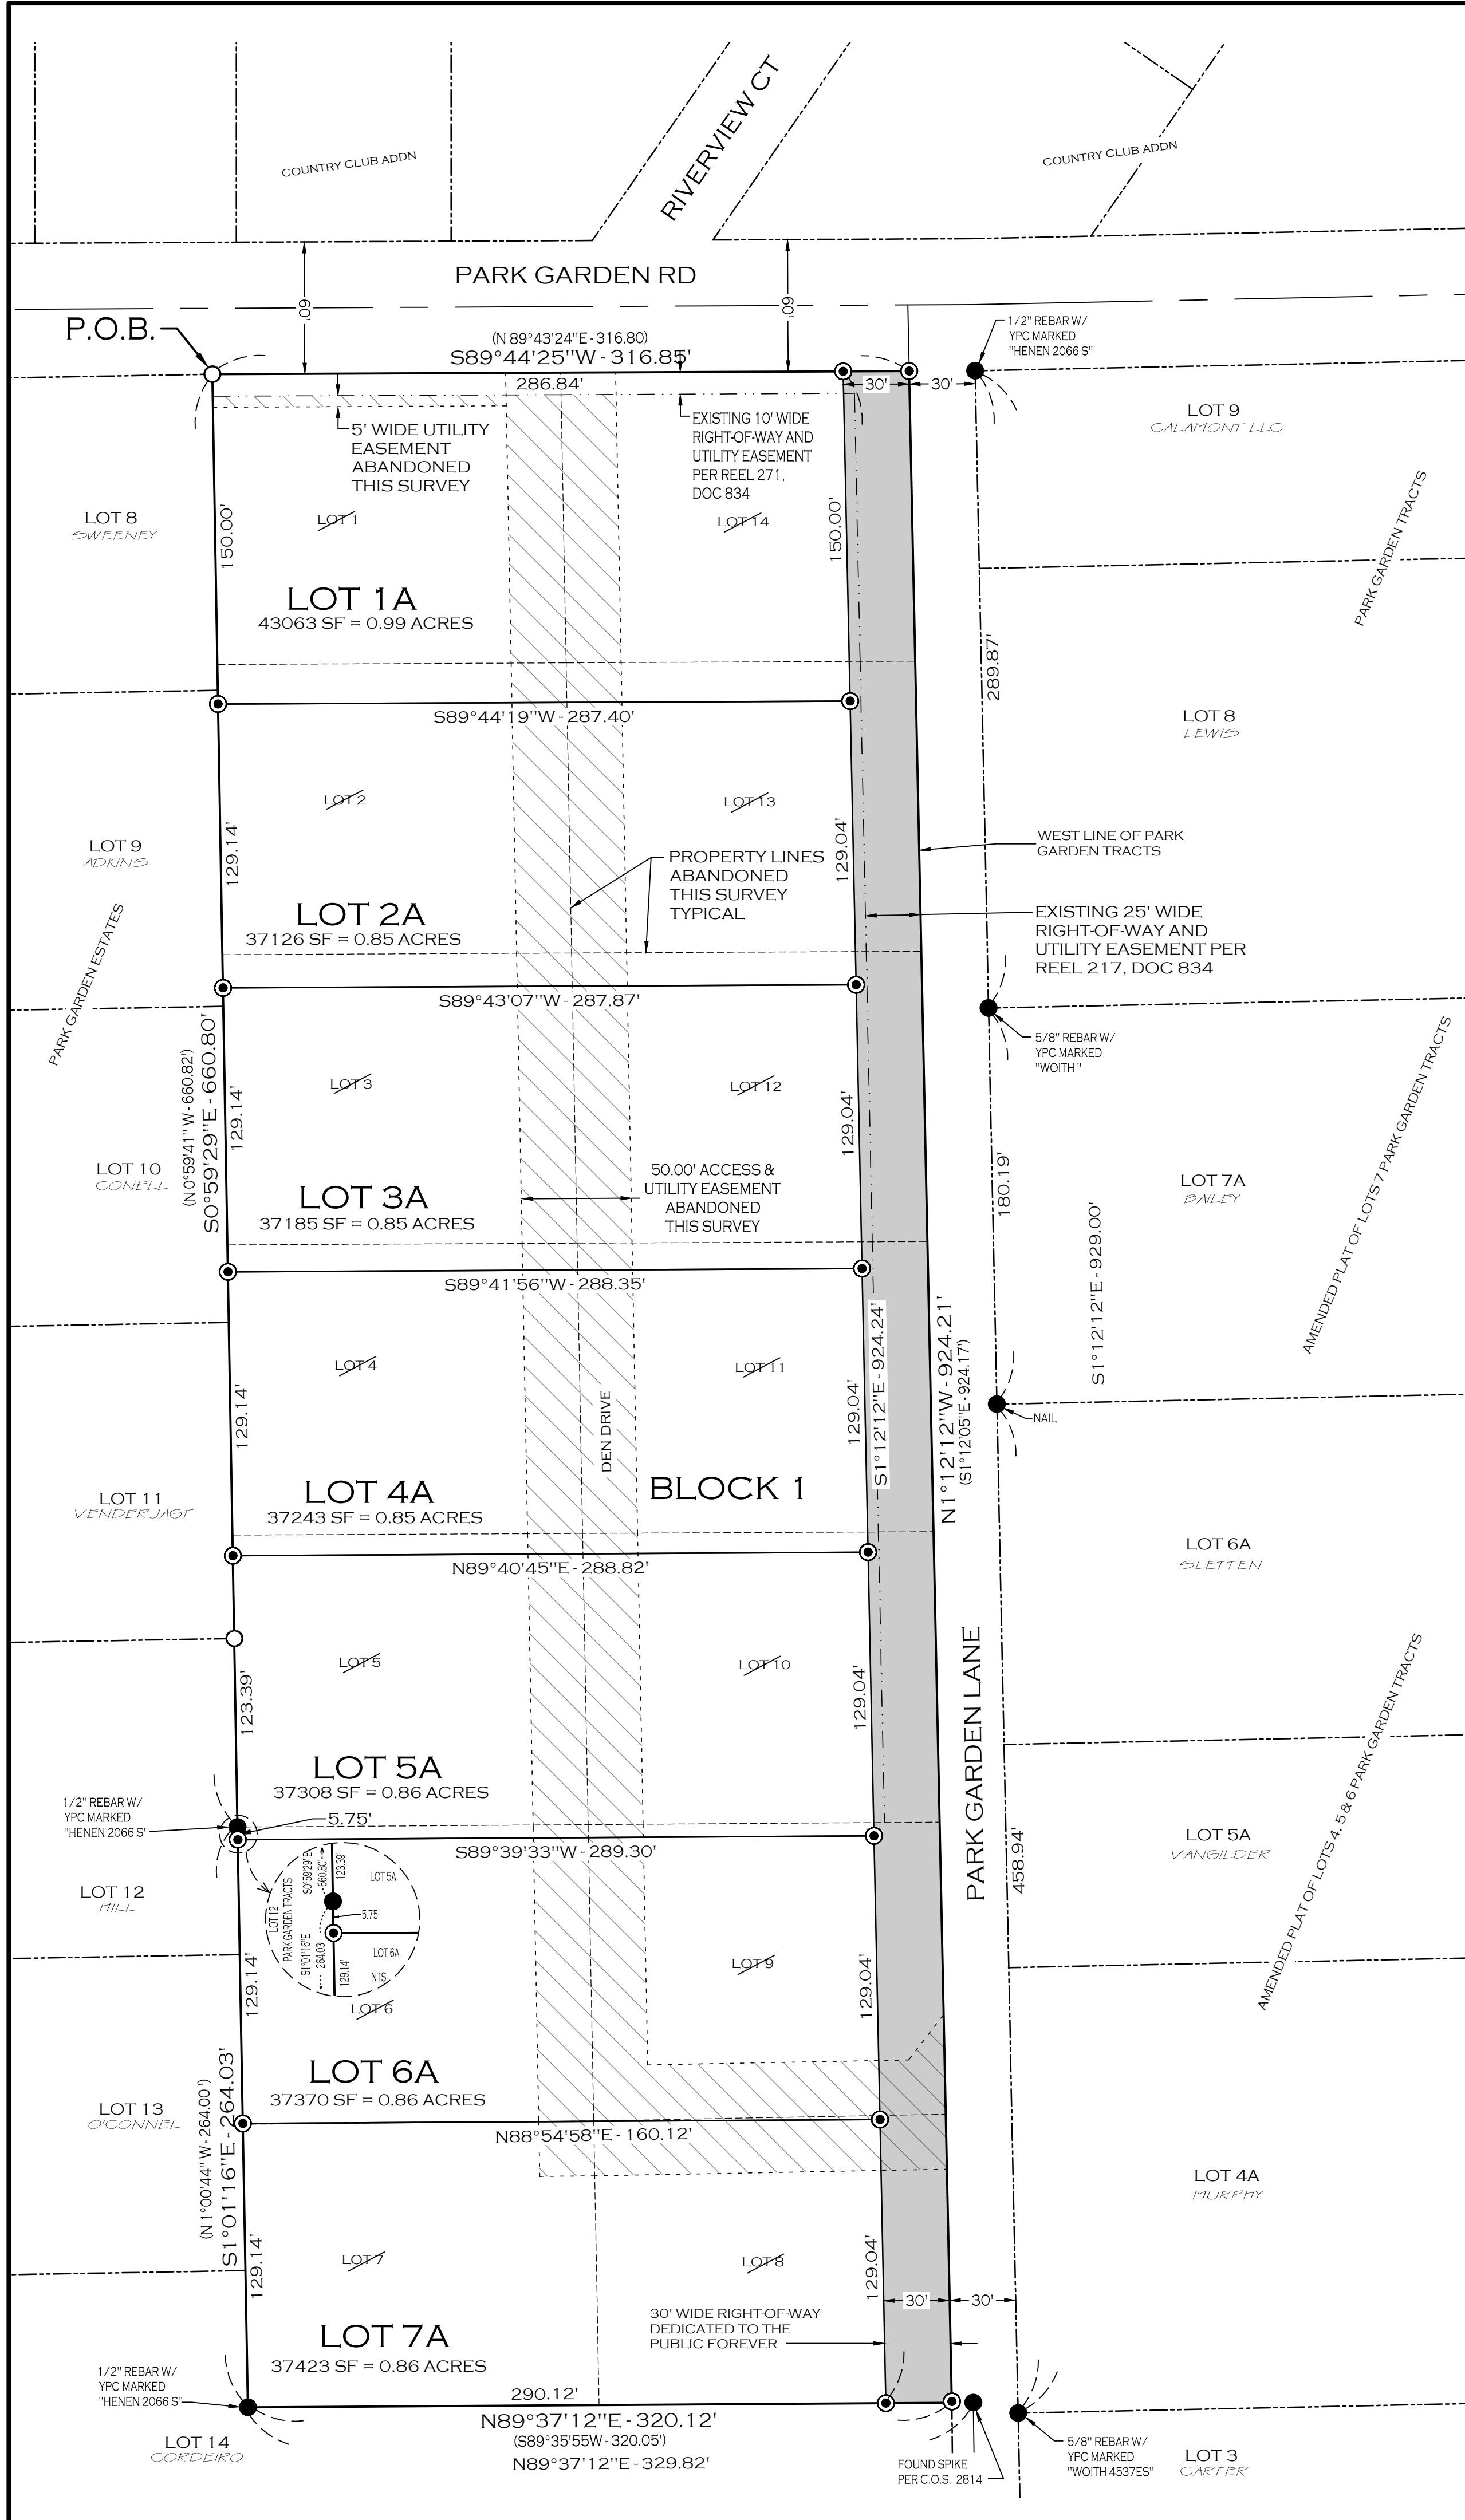 COUNTRY CLUB ADDN
RIVERVIEW CT
COUNTRY CLUB ADDN
PARK GARDEN RD
60'
60'
P.O.B.
(N 89°43'24"E - 316.80)
S89°44'25"W - 316.85'
286.84'
30'
30'
1/2" REBAR W/
YPC MARKED
"HENEN 2066 S"
LOT 9
CALAMONT LLC
5' WIDE UTILITY
EASEMENT
ABANDONED
THIS SURVEY
EXISTING 10' WIDE
RIGHT-OF-WAY AND
UTILITY EASEMENT
PER REEL 271,
DOC 834
LOT 8
SWEENEY
150.00'
LOT 1
LOT 14
150.00'
PARK GARDEN TRACTS
LOT 1A
43063 SF = 0.99 ACRES
289.87'
S89°44'19"W - 287.40'
LOT 8
LEWIS
LOT 2
LOT 13
LOT 9
ADKINS
129.14'
129.04'
PROPERTY LINES
ABANDONED
THIS SURVEY
TYPICAL
WEST LINE OF PARK
GARDEN TRACTS
LOT 2A
37126 SF = 0.85 ACRES
EXISTING 25' WIDE
RIGHT-OF-WAY AND
UTILITY EASEMENT PER
REEL 217, DOC 834
PARK GARDEN ESTATES
S89°43'07"W - 287.87'
5/8" REBAR W/
YPC MARKED
"WOITH "
(N 0°59'41" W - 660.82')
S0°59'29"E - 660.80'
LOT 3
LOT 12
129.14'
129.04'
LOT 10
CONELL
50.00' ACCESS &
UTILITY EASEMENT
ABANDONED
THIS SURVEY
LOT 3A
37185 SF = 0.85 ACRES
180.19'
LOT 7A
BAILEY
AMENDED PLAT OF LOTS 7 PARK GARDEN TRACTS
S1°12'12"E - 929.00'
S89°41'56"W - 288.35'
LOT 4
LOT 11
129.14'
129.04'
S1°12'12"E - 924.24'
N1°12'12"W - 924.21'
(S1°12'05"E - 924.17')
NAIL
DEN DRIVE
LOT 11
VENDERJAGT
LOT 4A
37243 SF = 0.85 ACRES
BLOCK 1
N89°40'45"E - 288.82'
LOT 6A
SLETTEN
LOT 5
LOT 10
123.39'
129.04'
PARK GARDEN LANE
LOT 5A
37308 SF = 0.86 ACRES
1/2" REBAR W/
YPC MARKED
"HENEN 2066 S"
5.75'
S89°39'33"W - 289.30'
458.94'
LOT 5A
VANGILDER
AMENDED PLAT OF LOTS 4, 5 & 6 PARK GARDEN TRACTS
LOT 12
HILL
LOT 12
PARK GARDEN TRACTS
S0°59'29"E
660.80'
123.39'
LOT 5A
5.75'
S1°01'16"E
264.03'
129.14'
LOT 6A
NTS
LOT 9
129.14'
129.04'
LOT 6
LOT 6A
37370 SF = 0.86 ACRES
LOT 13
O'CONNEL
(N 1°00'44" W - 264.00 ')
S1°01'16"E - 264.03'
N88°54'58"E - 160.12'
LOT 4A
MURPHY
LOT 7
LOT 8
129.14'
129.04'
30'
30'
30' WIDE RIGHT-OF-WAY
DEDICATED TO THE
PUBLIC FOREVER
LOT 7A
37423 SF = 0.86 ACRES
1/2" REBAR W/
YPC MARKED
"HENEN 2066 S"
290.12'
N89°37'12"E - 320.12'
(S89°35'55W - 320.05')
N89°37'12"E - 329.82'
LOT 14
CORDEIRO
FOUND SPIKE
PER C.O.S. 2814
5/8" REBAR W/
YPC MARKED
"WOITH 4537ES"
LOT 3
CARTER